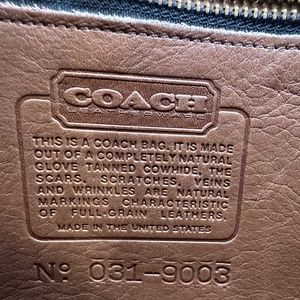 COACH
LEATHERWARE
THIS IS A COACH BAG. IT IS MADE
OUT OF A COMPLETELY NATURAL
GLOVE TANNED COWHIDE, THE
SCARS, SCRATCHES, VEINS
AND WRINKLES ARE NATURAL
MARKINGS CHARACTERISTIC
OF FULL-GRAIN LEATHERS.
MADE IN THE UNITED STATES
Nº 031-9003